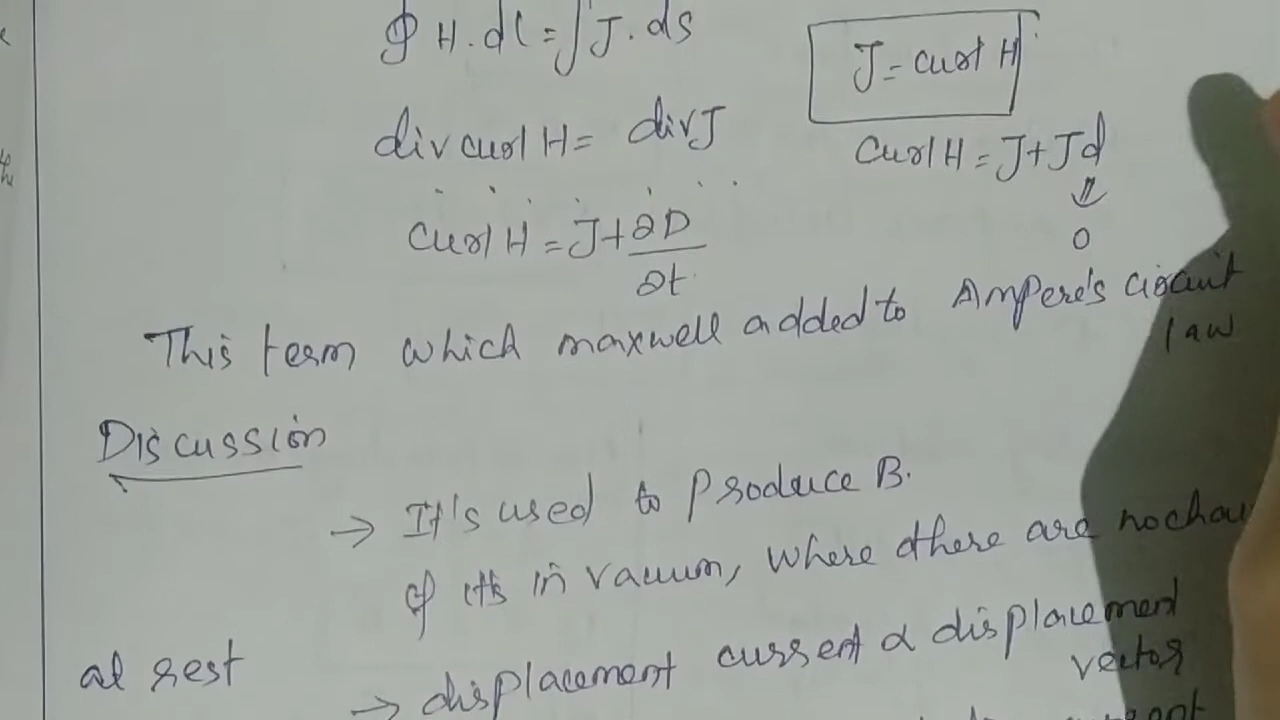 ∮ H.dl = ∫ J.ds
J = curl H
div curl H = div J
curl H = J + Jd
⇓
0
curl H = J + ∂D/∂t
This term which maxwell added to Ampere's circuit
law
Discussion
→ It's used to produce B.
of its in vacuum, where there are no
at rest
→ displacement current α displacement
vector